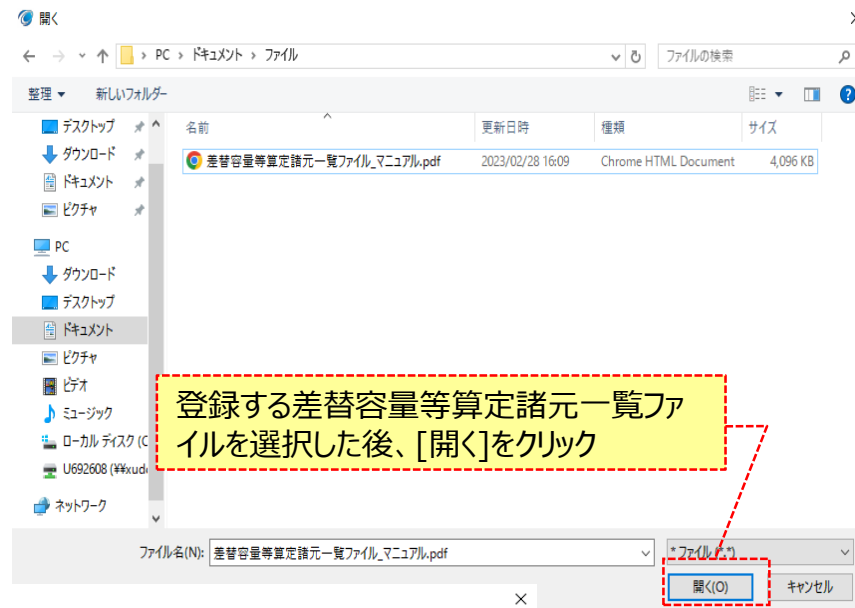 開く
PC › ドキュメント › ファイル
ファイルの検索
整理 新しいフォルダー
名前 更新日時 種類 サイズ
差替容量等算定諸元一覧ファイル_マニュアル.pdf 2023/02/28 16:09 Chrome HTML Document 4,096 KB
デスクトップ
ダウンロード
ドキュメント
ピクチャ
PC
ダウンロード
デスクトップ
ドキュメント
ピクチャ
ビデオ
ミュージック
ローカル ディスク (C
U692608 (¥¥xud
ネットワーク
登録する差替容量等算定諸元一覧ファ
イルを選択した後、[開く]をクリック
ファイル名(N): 差替容量等算定諸元一覧ファイル_マニュアル.pdf
* ファイル (*.*)
開く(O) キャンセル